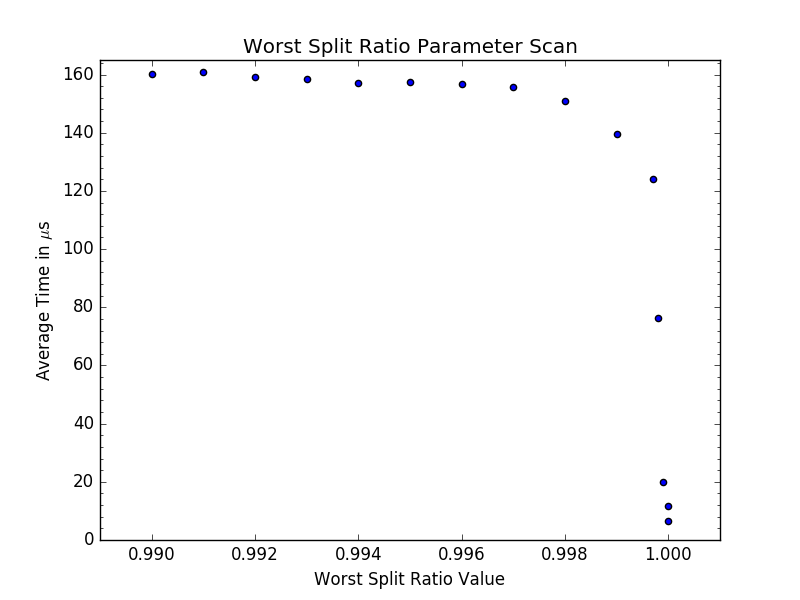 Worst Split Ratio Parameter Scan
160
140
120
100
80
60
40
20
0
Average Time in μs
0.990 0.992 0.994 0.996 0.998 1.000
Worst Split Ratio Value